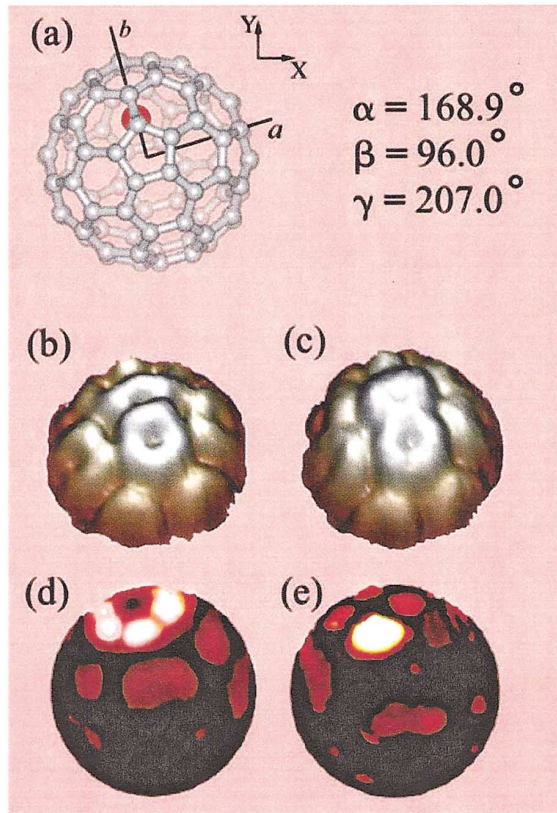 (a)
b
Y
X
a
α = 168.9°
β = 96.0°
γ = 207.0°
(b)
(c)
(d)
(e)